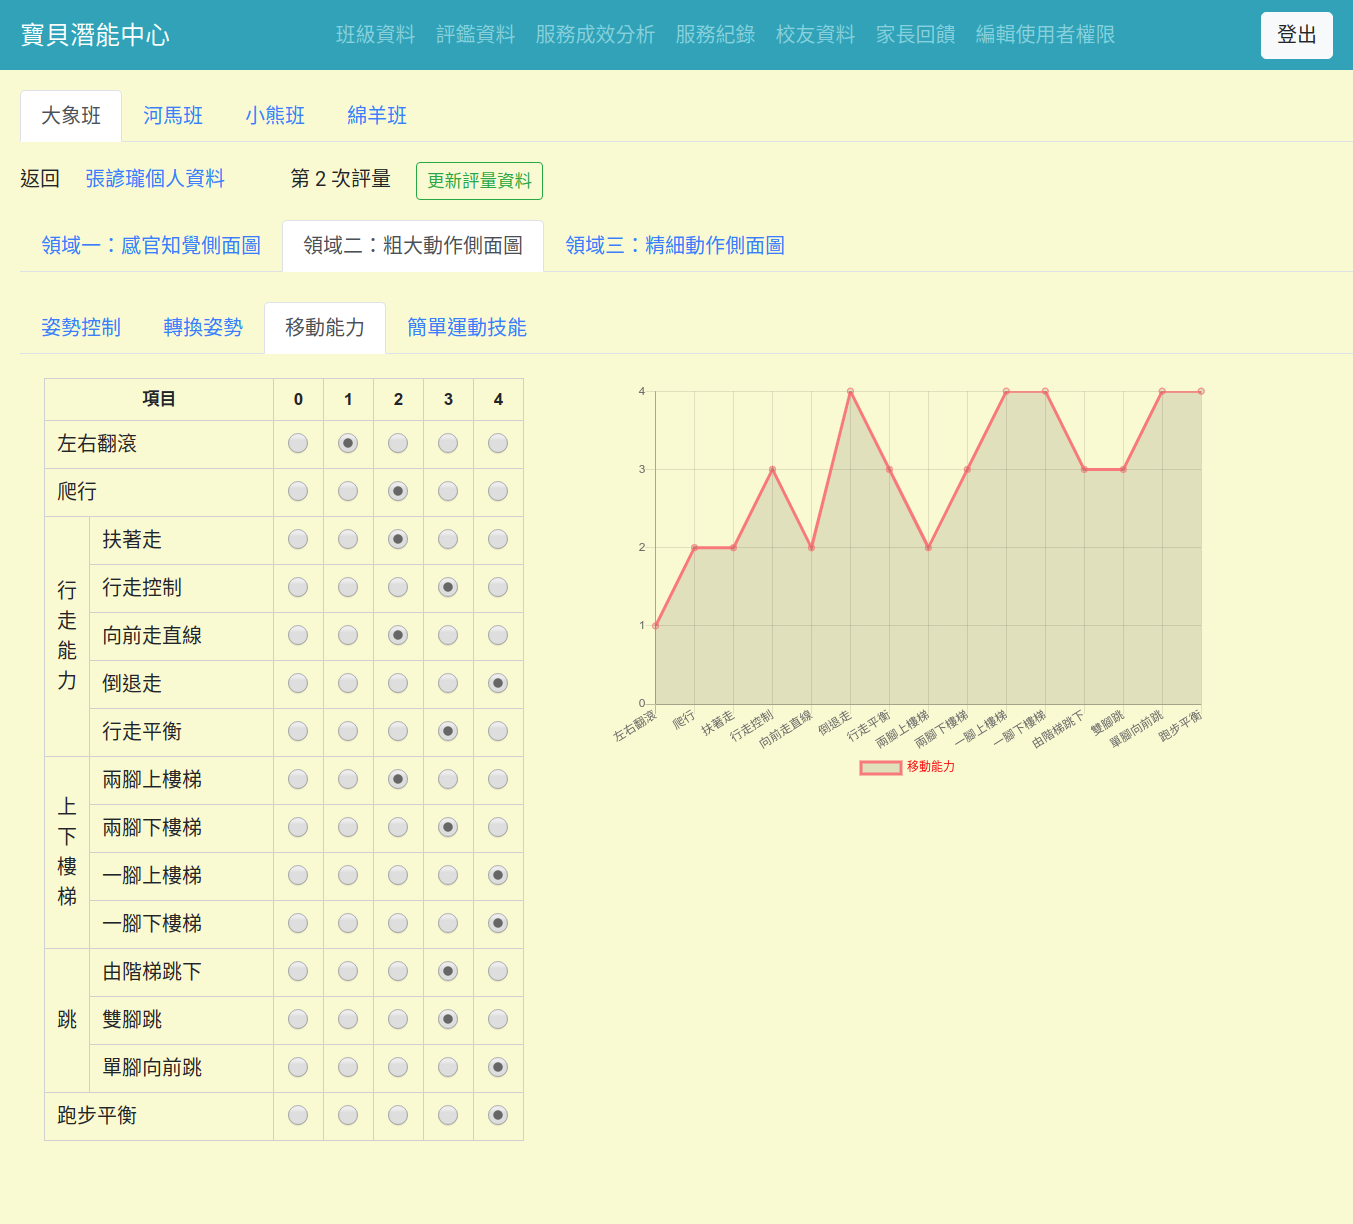 寶貝潛能中心 班級資料 評鑑資料 服務成效分析 服務紀錄 校友資料 家長回饋 編輯使用者權限 登出
大象班 河馬班 小熊班 綿羊班
返回 張諺瓏個人資料 第 2 次評量 更新評量資料
領域一：感官知覺側面圖 領域二：粗大動作側面圖 領域三：精細動作側面圖
姿勢控制 轉換姿勢 移動能力 簡單運動技能
項目 0 1 2 3 4
左右翻滾
爬行
行走能力
扶著走
行走控制
向前走直線
倒退走
行走平衡
上下樓梯
兩腳上樓梯
兩腳下樓梯
一腳上樓梯
一腳下樓梯
跳
由階梯跳下
雙腳跳
單腳向前跳
跑步平衡
4
3
2
1
0
左右翻滾 爬行 扶著走 行走控制 向前走直線 倒退走 行走平衡 兩腳上樓梯 兩腳下樓梯 一腳上樓梯 一腳下樓梯 由階梯跳下 雙腳跳 單腳向前跳 跑步平衡
移動能力